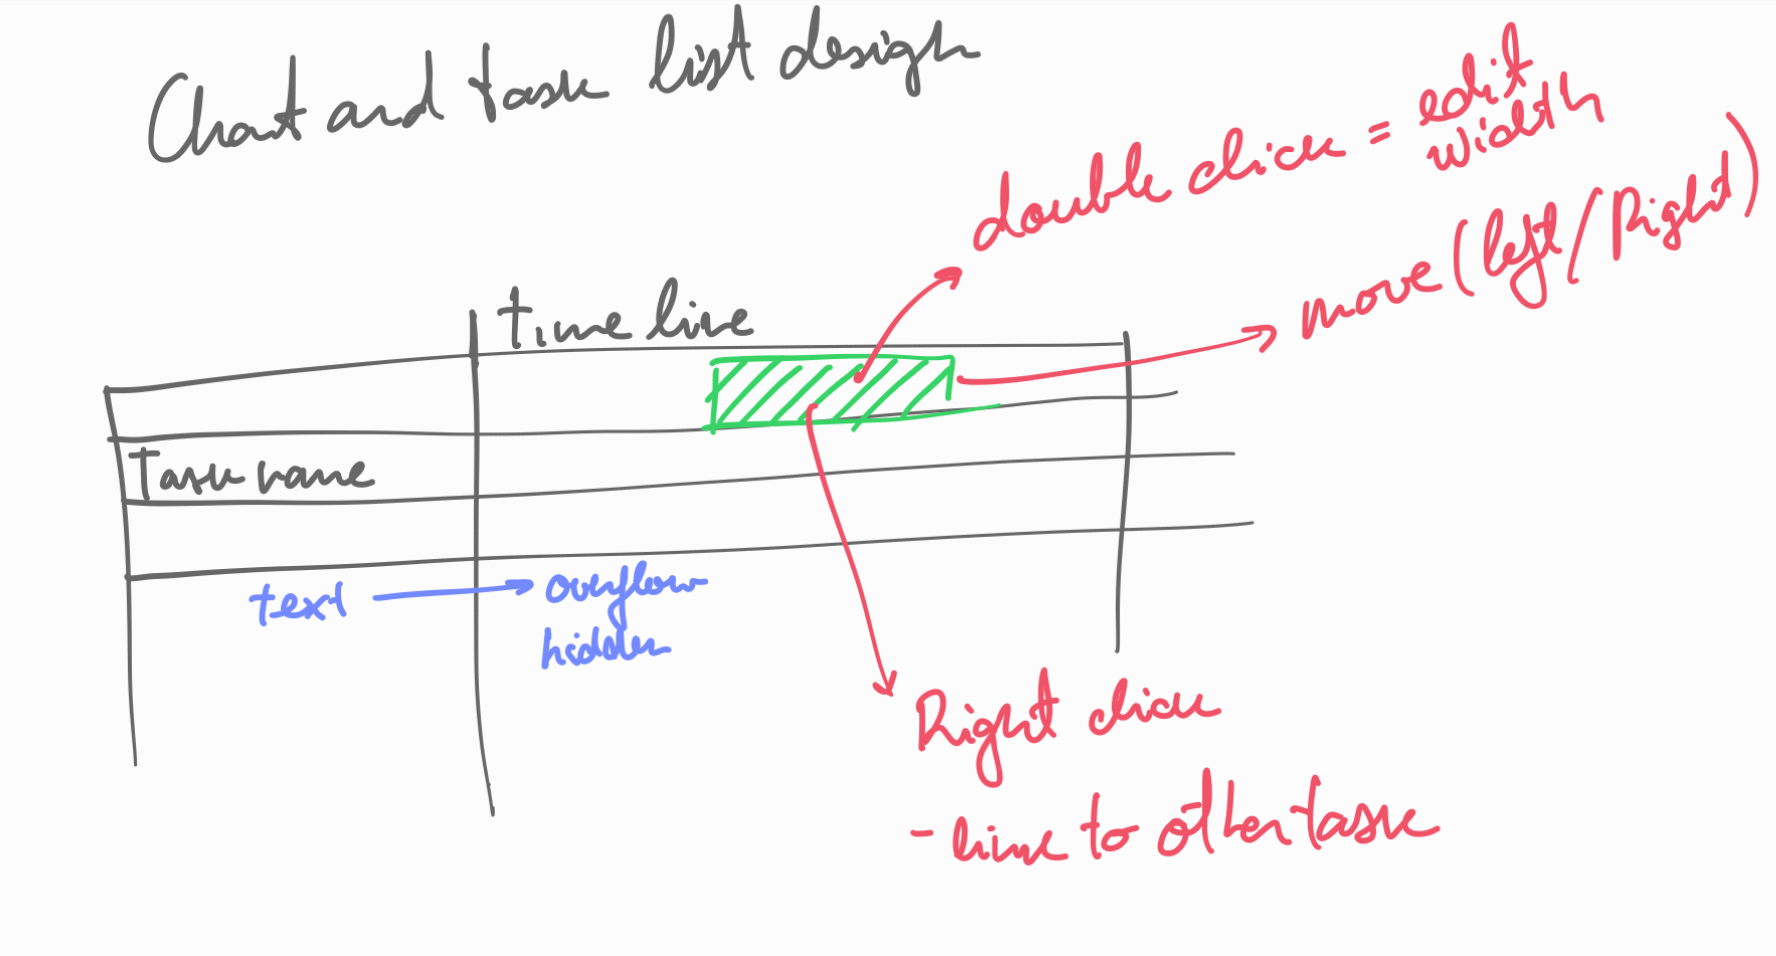 Chart and task list design
double click = edit
width
move (left/Right)
time line
Task name
text
overflow
hidden
Right click
- link to other task